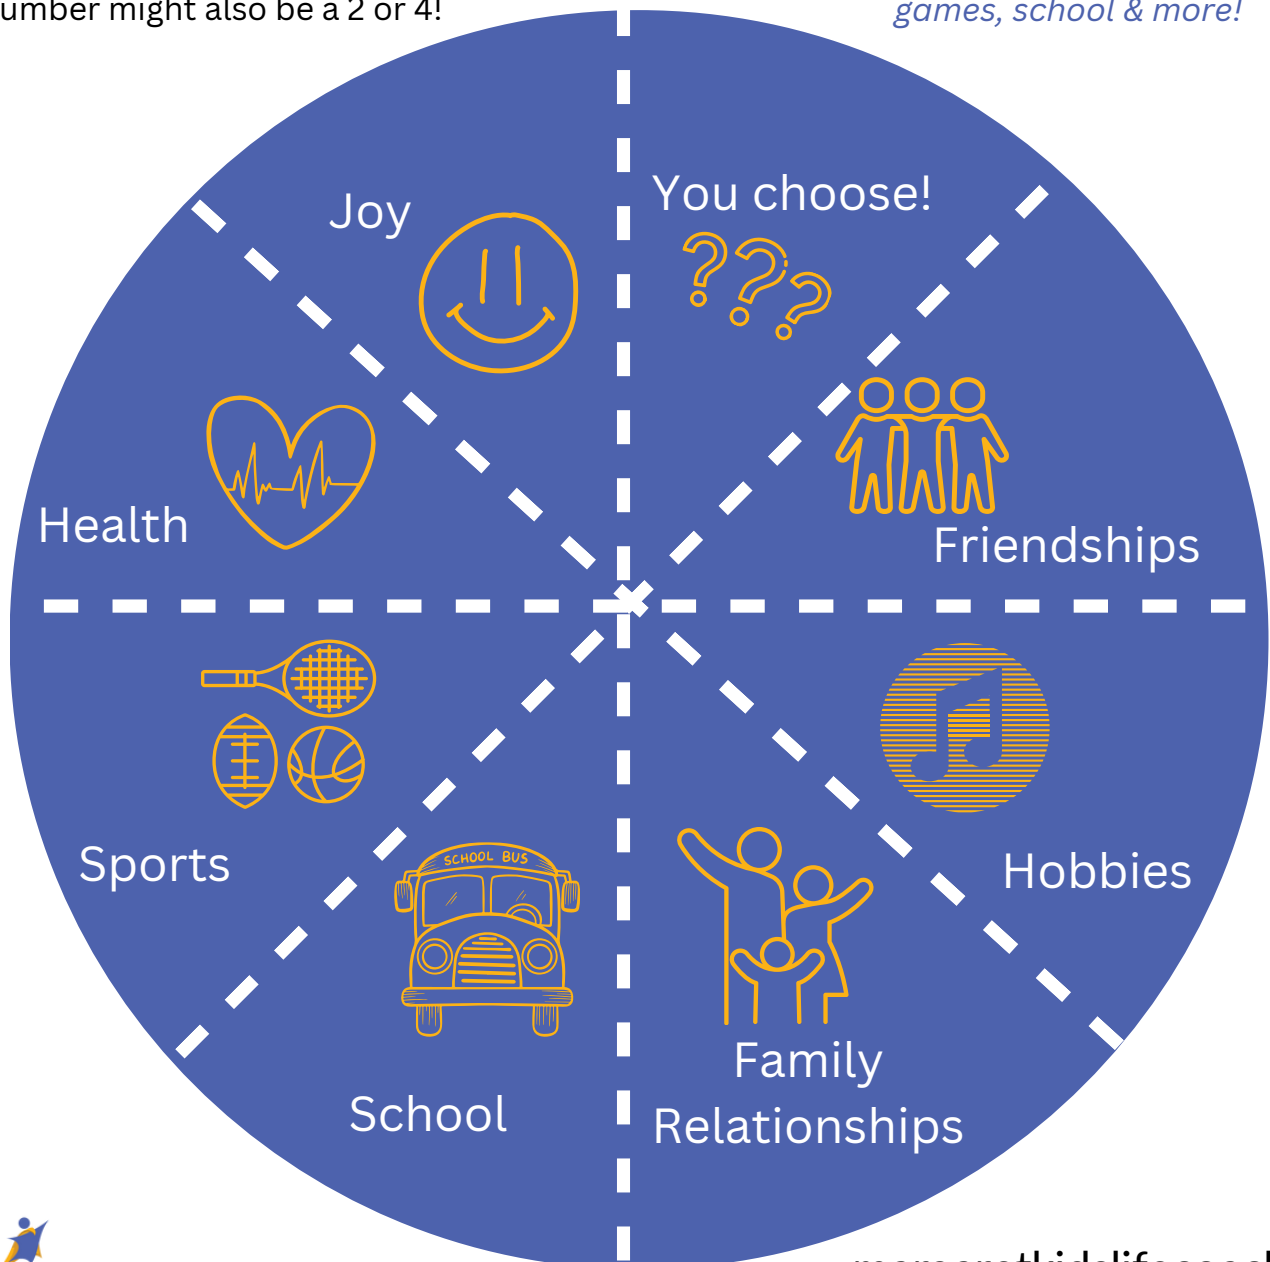 umber might also be a 2 or 4!
games, school & more!
Joy
You choose!
???
Health
Friendships
Sports
Hobbies
SCHOOL BUS
School
Family
Relationships